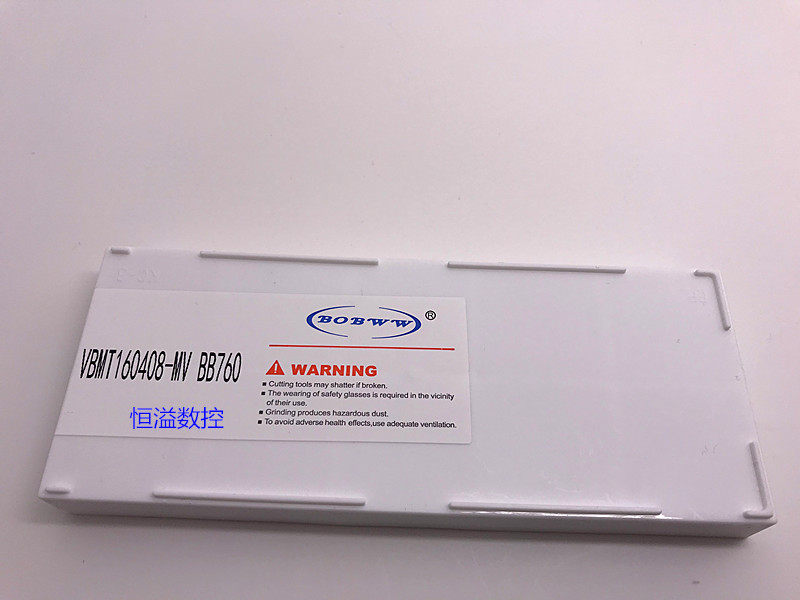 BOBWW®
VBMT160408-MV BB760
WARNING
■ Cutting tools may shatter if broken.
■ The wearing of safety glasses is required in the vicinity
of their use.
■ Grinding produces hazardous dust.
■ To avoid adverse health effects,use adequate ventilation.
恒溢数控